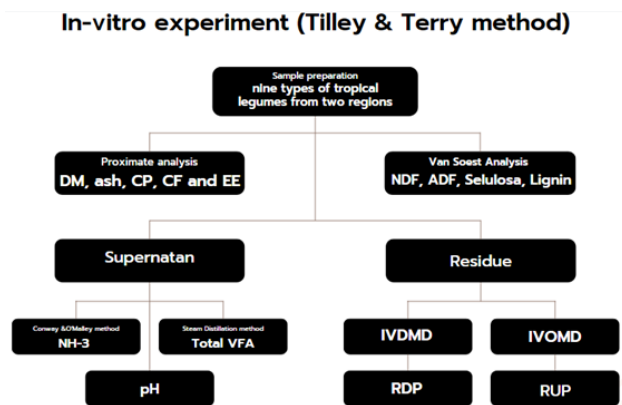 In-vitro experiment (Tilley & Terry method)
Sample preparation
nine types of tropical
legumes from two regions
Proximate analysis
DM, ash, CP, CF and EE
Van Soest Analysis
NDF, ADF, Selulosa, Lignin
Supernatan
Residue
Conway &O'Malley method
NH-3
Steam Distillation method
Total VFA
IVDMD
IVOMD
pH
RDP
RUP